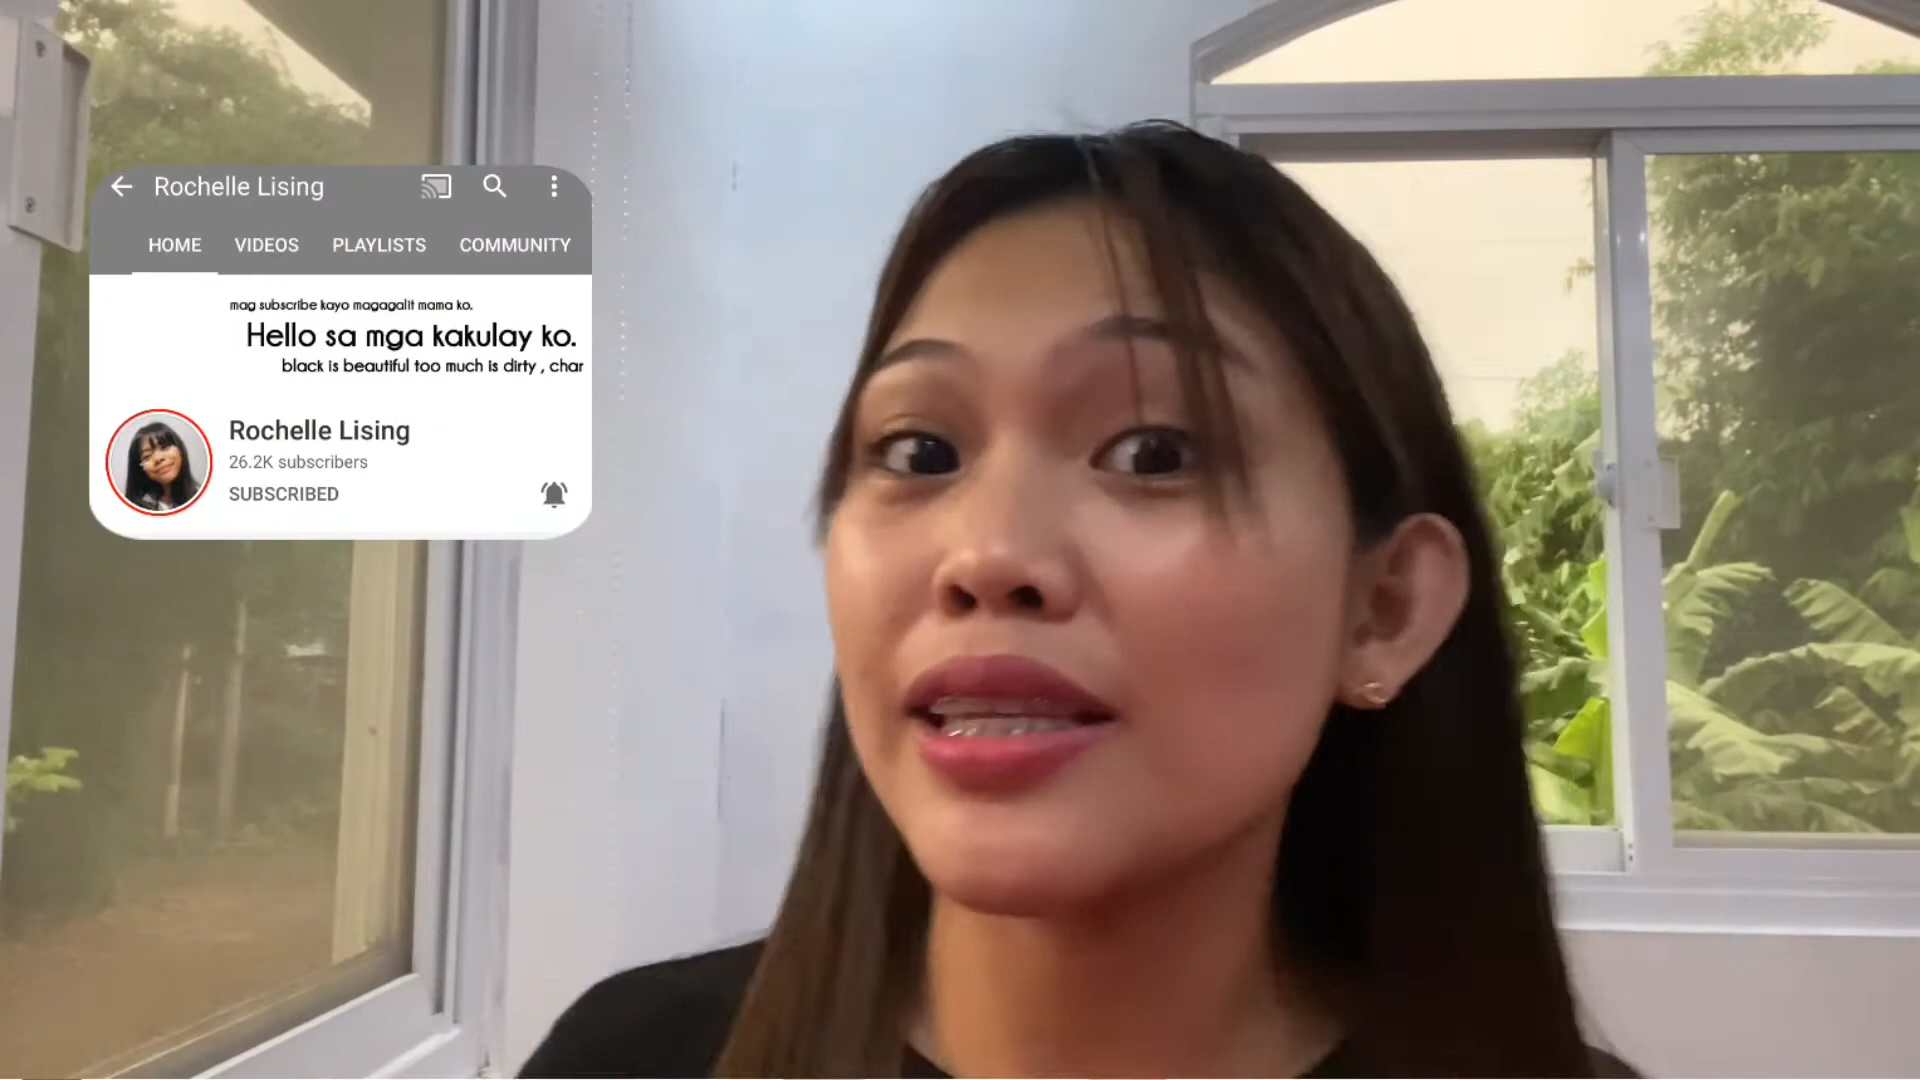 Rochelle Lising
HOME VIDEOS PLAYLISTS COMMUNITY
mag subscribe kayo magagalit mama ko.
Hello sa mga kakulay ko.
black is beautiful too much is dirty , char
Rochelle Lising
26.2K subscribers
SUBSCRIBED